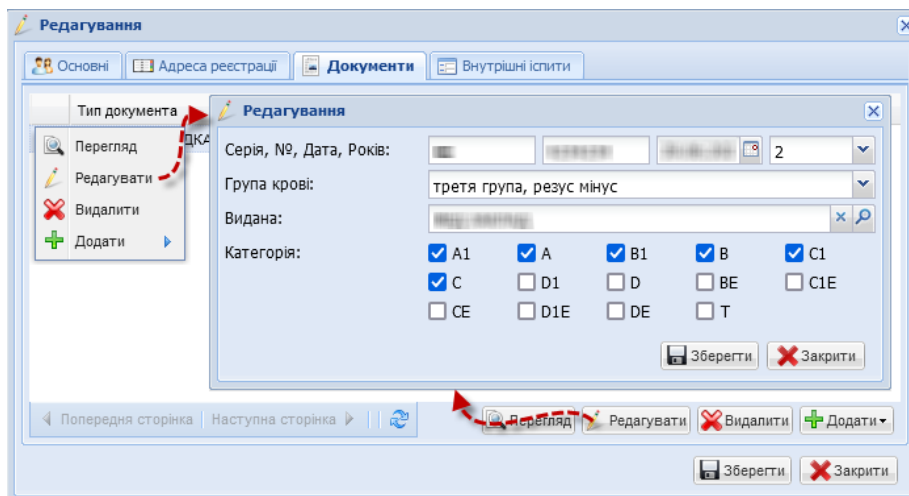 Редагування
Основні Адреса реєстрації Документи Внутрішні іспити
Тип документа
Редагування
Перегляд
Редагувати
Видалити
Додати
Серія, №, Дата, Років: 2
Група крові: третя група, резус мінус
Видана:
Категорія: A1 A B1 B C1
C D1 D BE C1E
CE D1E DE T
Зберегти Закрити
Попередня сторінка Наступна сторінка Перегляд Редагувати Видалити Додати
Зберегти Закрити